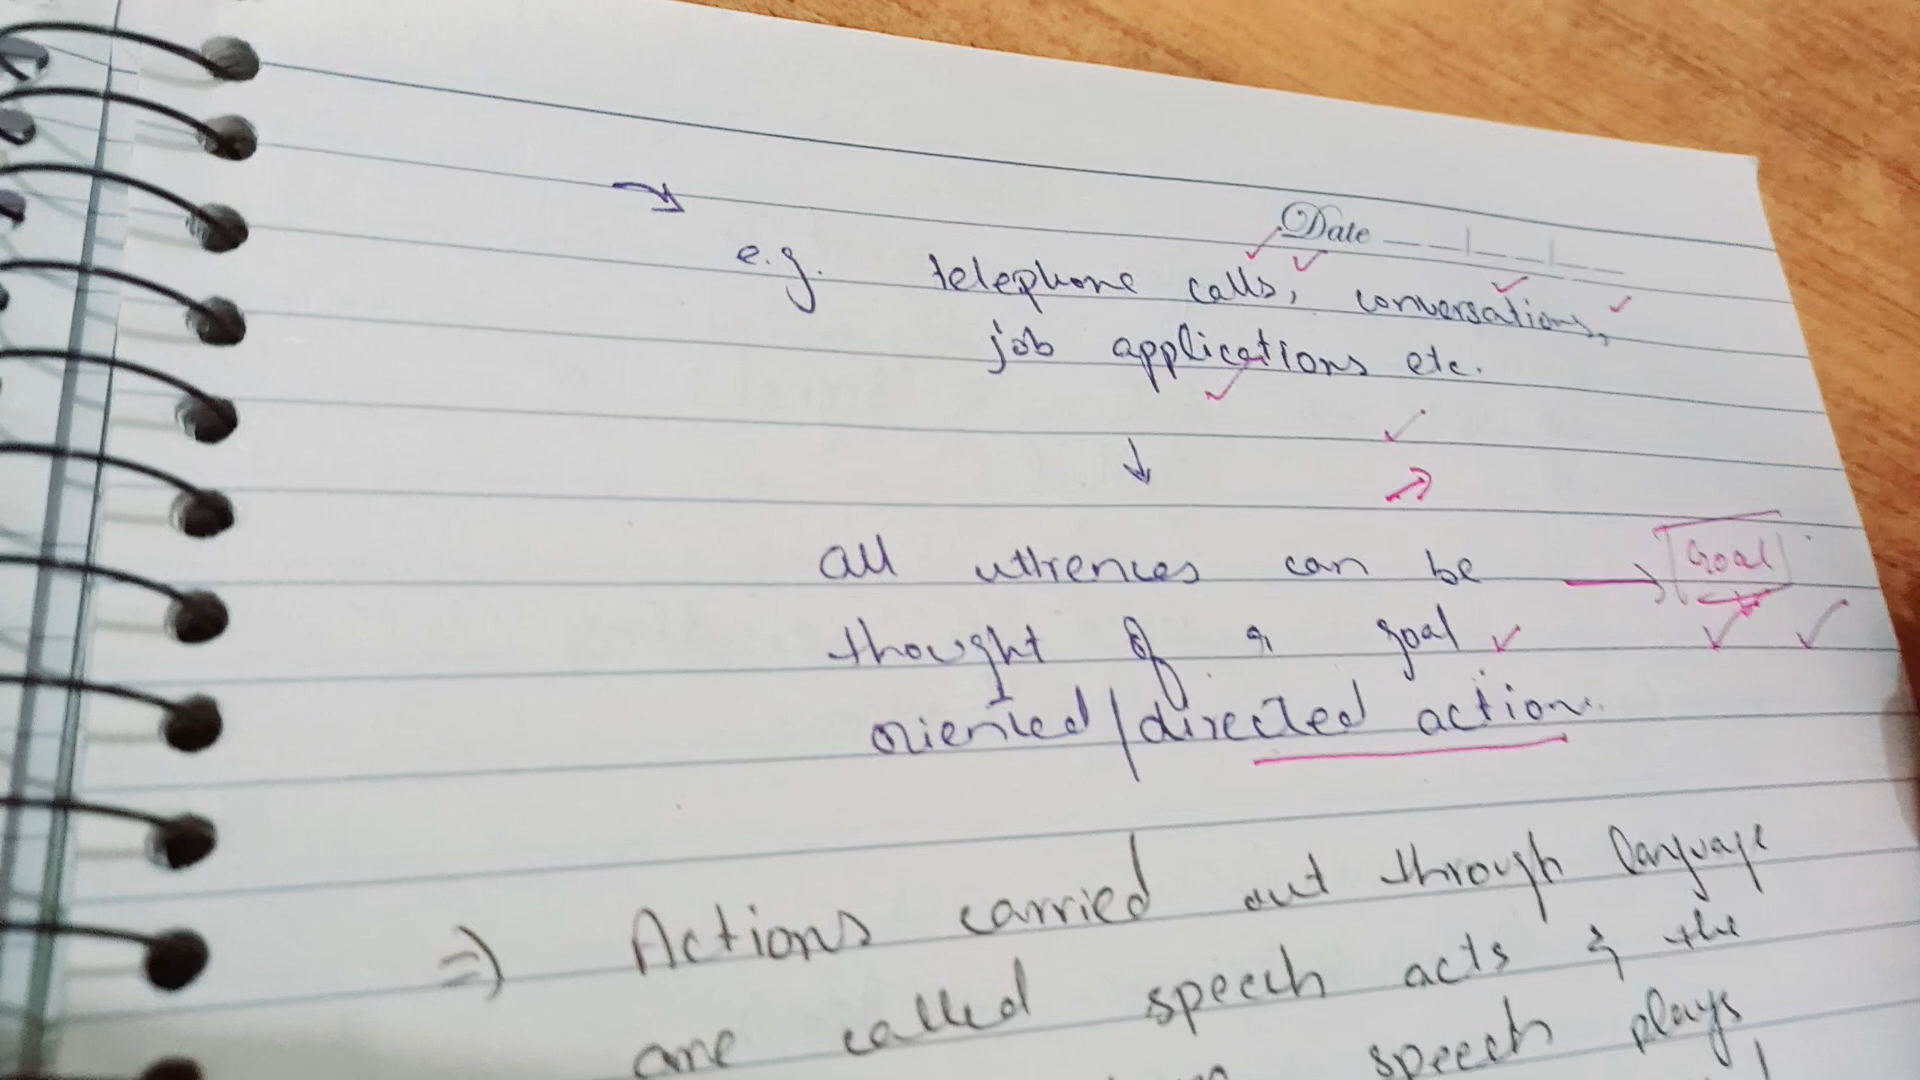 Date
e.g. telephone calls, conversations,
job applications etc.
all uttrences can be → Goal
thought of a goal
oriented/directed action.
⇒ Actions carried out through language
are called speech acts & the
speech plays